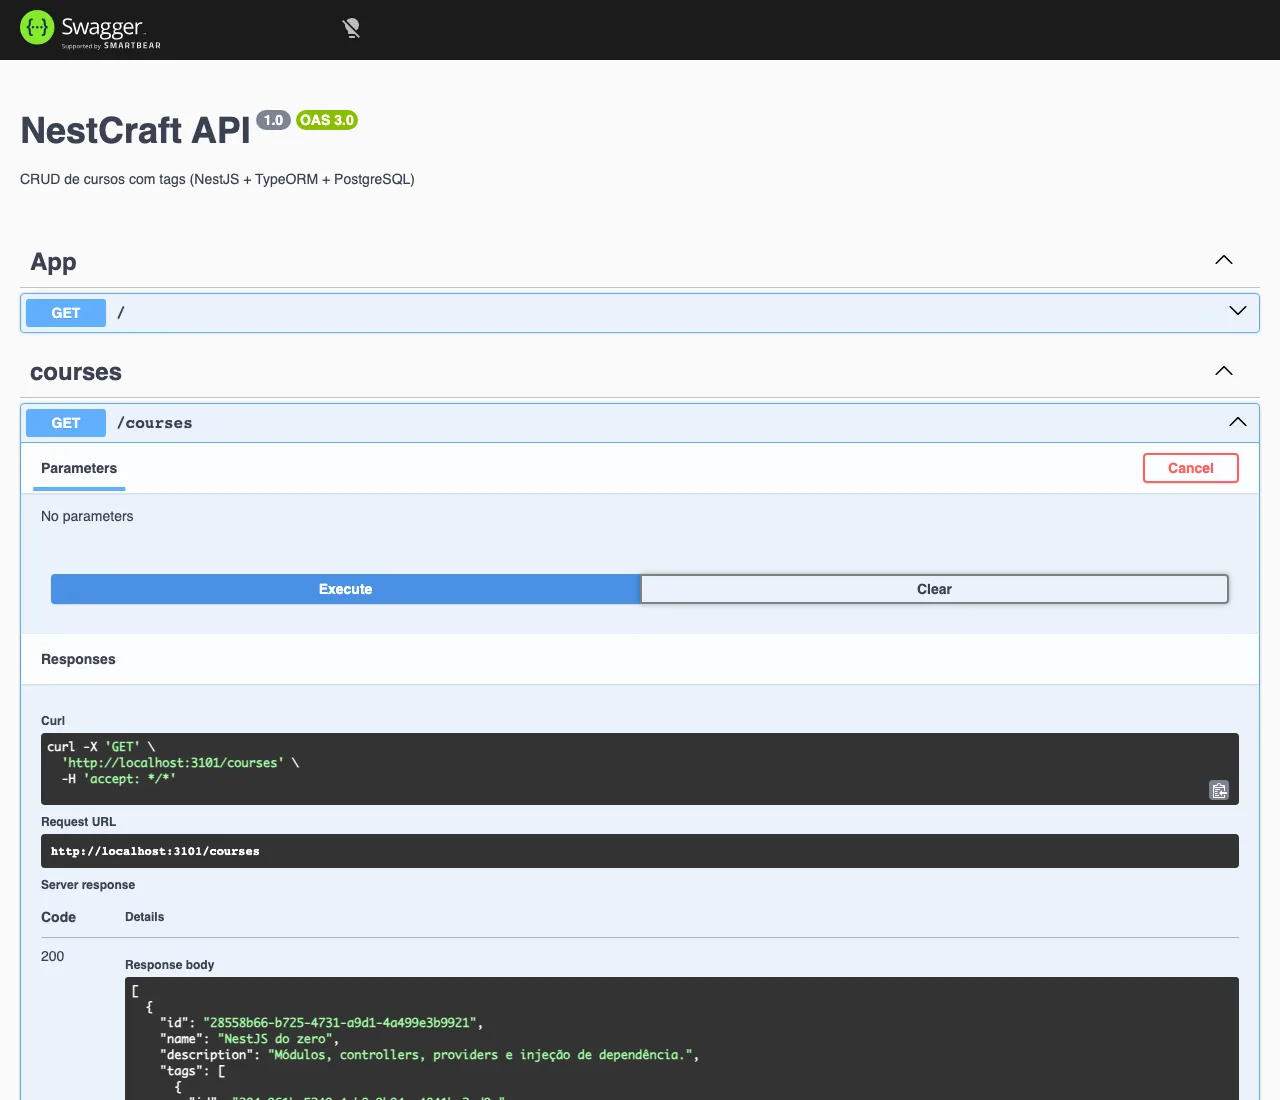 Swagger
Supported by SMARTBEAR
NestCraft API 1.0 OAS 3.0
CRUD de cursos com tags (NestJS + TypeORM + PostgreSQL)
App
GET /
courses
GET /courses
Parameters
Cancel
No parameters
Execute
Clear
Responses
Curl
curl -X 'GET' \
'http://localhost:3101/courses' \
-H 'accept: */*'
Request URL
http://localhost:3101/courses
Server response
Code Details
200
Response body
[
{
"id": "28558b66-b725-4731-a9d1-4a499e3b9921",
"name": "NestJS do zero",
"description": "Módulos, controllers, providers e injeção de dependência.",
"tags": [
{